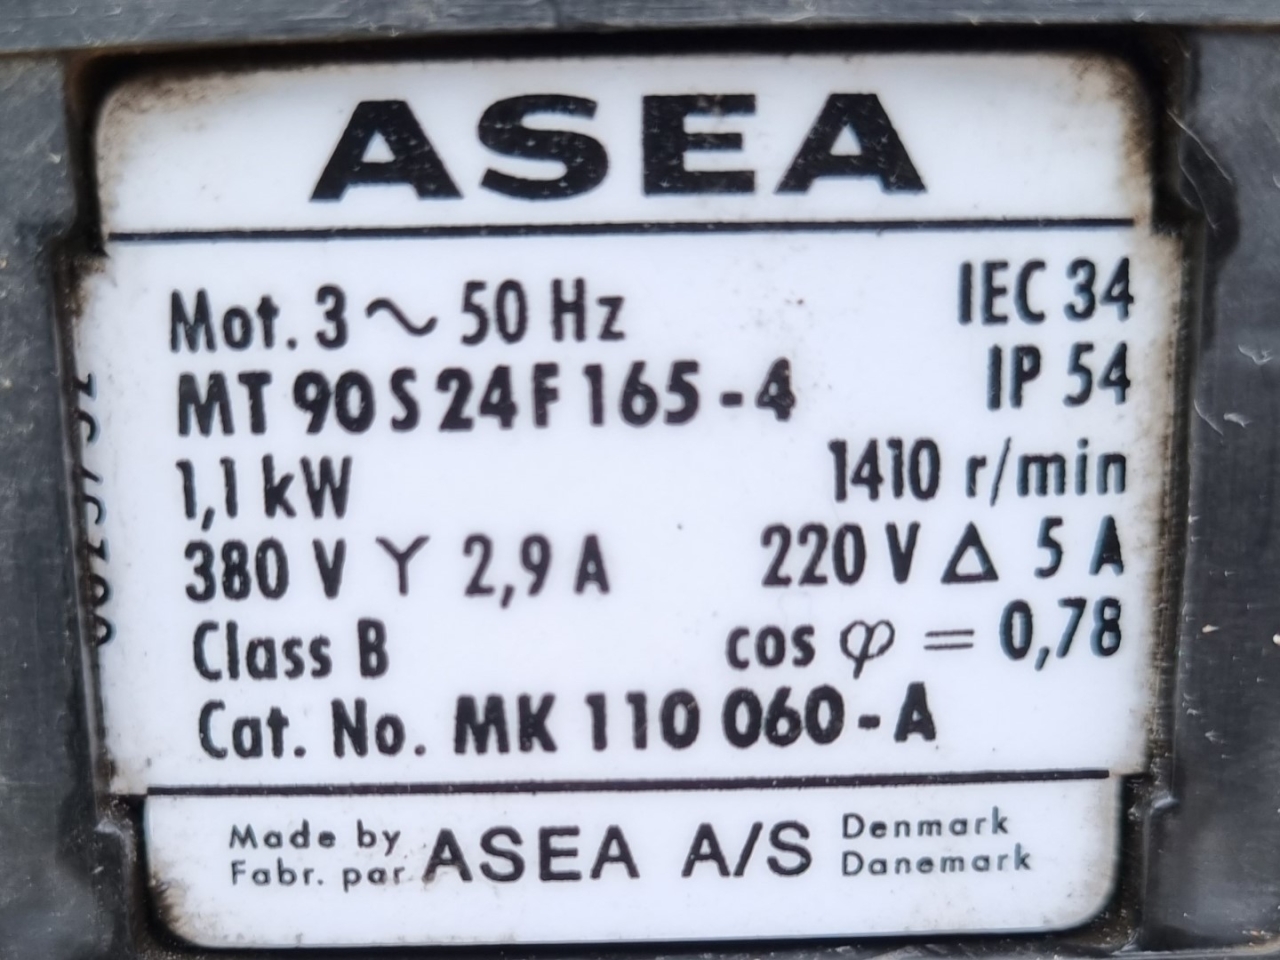 ASEA
Mot. 3 ~ 50 Hz IEC 34
MT 90 S 24 F 165-4 IP 54
1,1 kW 1410 r/min
380 V Y 2,9 A 220 V Δ 5 A
Class B cos φ = 0,78
Cat. No. MK 110 060-A
Made by ASEA A/S Denmark
Fabr. par Danemark